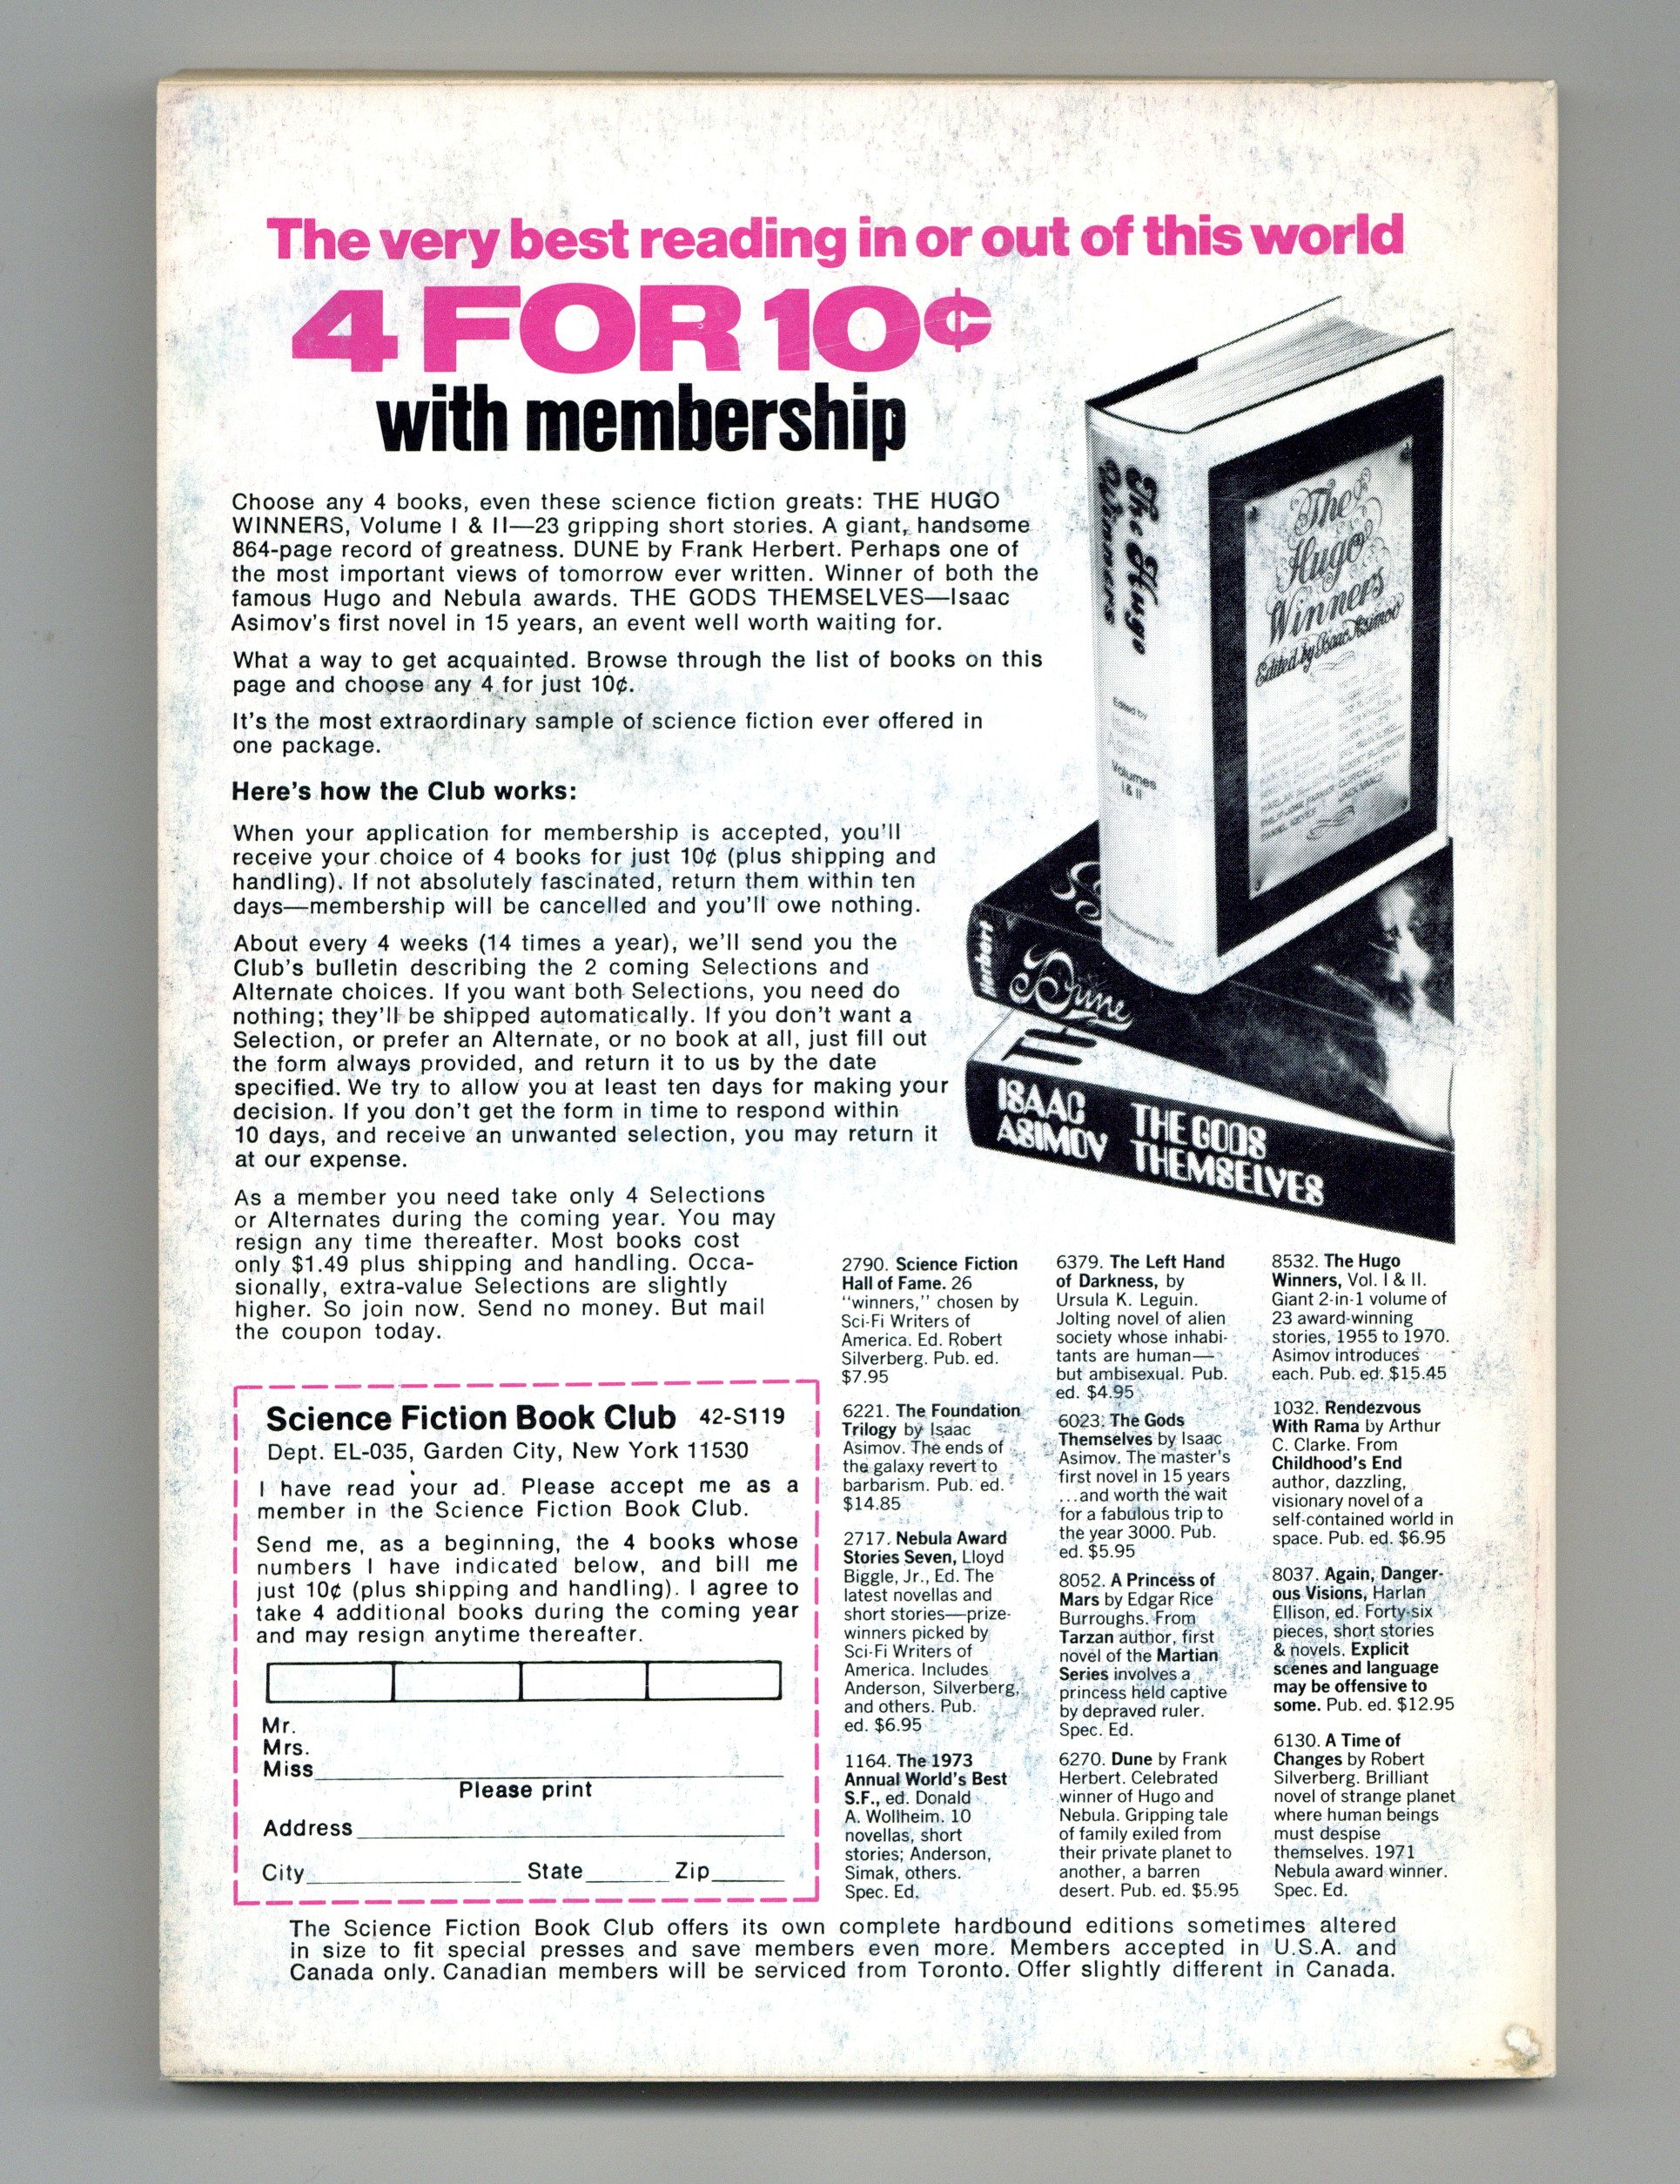 The very best reading in or out of this world
4 FOR 10¢
with membership
Choose any 4 books, even these science fiction greats: THE HUGO
WINNERS, Volume I & II—23 gripping short stories. A giant, handsome
864-page record of greatness. DUNE by Frank Herbert. Perhaps one of
the most important views of tomorrow ever written. Winner of both the
famous Hugo and Nebula awards. THE GODS THEMSELVES—Isaac
Asimov's first novel in 15 years, an event well worth waiting for.
What a way to get acquainted. Browse through the list of books on this
page and choose any 4 for just 10¢.
It's the most extraordinary sample of science fiction ever offered in
one package.
Here's how the Club works:
When your application for membership is accepted, you'll
receive your choice of 4 books for just 10¢ (plus shipping and
handling). If not absolutely fascinated, return them within ten
days—membership will be cancelled and you'll owe nothing.
About every 4 weeks (14 times a year), we'll send you the
Club's bulletin describing the 2 coming Selections and
Alternate choices. If you want both Selections, you need do
nothing; they'll be shipped automatically. If you don't want a
Selection, or prefer an Alternate, or no book at all, just fill out
the form always provided, and return it to us by the date
specified. We try to allow you at least ten days for making your
decision. If you don't get the form in time to respond within
10 days, and receive an unwanted selection, you may return it
at our expense.
As a member you need take only 4 Selections
or Alternates during the coming year. You may
resign any time thereafter. Most books cost
only $1.49 plus shipping and handling. Occa-
sionally, extra-value Selections are slightly
higher. So join now. Send no money. But mail
the coupon today.
The Hugo
Winners
Edited by
Isaac
Asimov
Volumes
I & II
The
Hugo
Winners
Edited by Isaac Asimov
Herbert
Dune
ISAAC
ASIMOV
THE GODS
THEMSELVES
Science Fiction Book Club 42-S119
Dept. EL-035, Garden City, New York 11530
I have read your ad. Please accept me as a
member in the Science Fiction Book Club.
Send me, as a beginning, the 4 books whose
numbers I have indicated below, and bill me
just 10¢ (plus shipping and handling). I agree to
take 4 additional books during the coming year
and may resign anytime thereafter.
Mr.
Mrs.
Miss
Please print
Address
City State Zip
2790. Science Fiction
Hall of Fame. 26
"winners," chosen by
Sci-Fi Writers of
America. Ed. Robert
Silverberg. Pub. ed.
$7.95
6221. The Foundation
Trilogy by Isaac
Asimov. The ends of
the galaxy revert to
barbarism. Pub. ed.
$14.85
2717. Nebula Award
Stories Seven, Lloyd
Biggle, Jr., Ed. The
latest novellas and
short stories—prize-
winners picked by
Sci-Fi Writers of
America. Includes
Anderson, Silverberg,
and others. Pub.
ed. $6.95
1164. The 1973
Annual World's Best
S.F., ed. Donald
A. Wollheim. 10
novellas, short
stories; Anderson,
Simak, others.
Spec. Ed.
6379. The Left Hand
of Darkness, by
Ursula K. Leguin.
Jolting novel of alien
society whose inhabi-
tants are human—
but ambisexual. Pub.
ed. $4.95
6023. The Gods
Themselves by Isaac
Asimov. The master's
first novel in 15 years
...and worth the wait
for a fabulous trip to
the year 3000. Pub.
ed. $5.95
8052. A Princess of
Mars by Edgar Rice
Burroughs. From
Tarzan author, first
novel of the Martian
Series involves a
princess held captive
by depraved ruler.
Spec. Ed.
6270. Dune by Frank
Herbert. Celebrated
winner of Hugo and
Nebula. Gripping tale
of family exiled from
their private planet to
another, a barren
desert. Pub. ed. $5.95
8532. The Hugo
Winners, Vol. I & II.
Giant 2-in-1 volume of
23 award-winning
stories, 1955 to 1970.
Asimov introduces
each. Pub. ed. $15.45
1032. Rendezvous
With Rama by Arthur
C. Clarke. From
Childhood's End
author, dazzling,
visionary novel of a
self-contained world in
space. Pub. ed. $6.95
8037. Again, Danger-
ous Visions, Harlan
Ellison, ed. Forty-six
pieces, short stories
& novels. Explicit
scenes and language
may be offensive to
some. Pub. ed. $12.95
6130. A Time of
Changes by Robert
Silverberg. Brilliant
novel of strange planet
where human beings
must despise
themselves. 1971
Nebula award winner.
Spec. Ed.
The Science Fiction Book Club offers its own complete hardbound editions sometimes altered
in size to fit special presses and save members even more. Members accepted in U.S.A. and
Canada only. Canadian members will be serviced from Toronto. Offer slightly different in Canada.